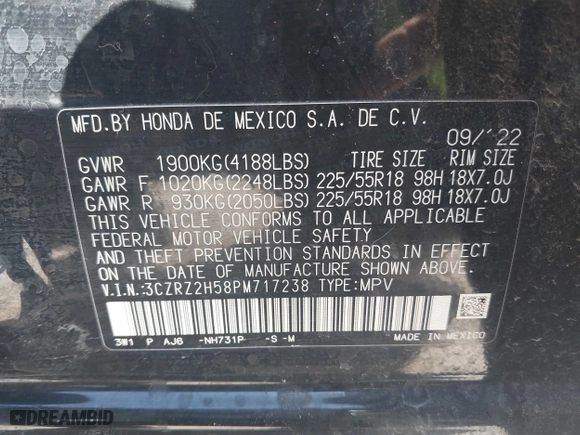 MFD.BY HONDA DE MEXICO S.A. DE C.V.
09/'22
GVWR 1900KG(4188LBS) TIRE SIZE RIM SIZE
GAWR F 1020KG(2248LBS) 225/55R18 98H 18X7.0J
GAWR R 930KG(2050LBS) 225/55R18 98H 18X7.0J
THIS VEHICLE CONFORMS TO ALL APPLICABLE
FEDERAL MOTOR VEHICLE SAFETY
AND THEFT PREVENTION STANDARDS IN EFFECT
ON THE DATE OF MANUFACTURE SHOWN ABOVE.
V.I.N.:3CZRZ2H58PM717238 TYPE:MPV
3W1 P AJ6 -NH731P -S -M
MADE IN MEXICO
DREAMBID